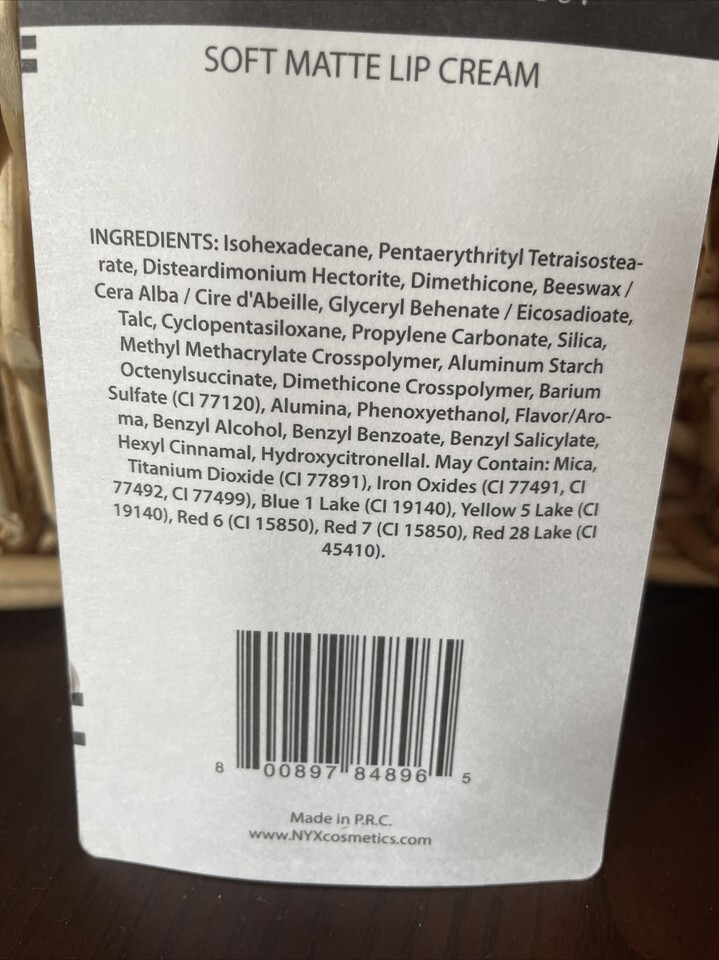 SOFT MATTE LIP CREAM
INGREDIENTS: Isohexadecane, Pentaerythrityl Tetraisostea-
rate, Disteardimonium Hectorite, Dimethicone, Beeswax /
Cera Alba / Cire d'Abeille, Glyceryl Behenate / Eicosadioate,
Talc, Cyclopentasiloxane, Propylene Carbonate, Silica,
Methyl Methacrylate Crosspolymer, Aluminum Starch
Octenylsuccinate, Dimethicone Crosspolymer, Barium
Sulfate (CI 77120), Alumina, Phenoxyethanol, Flavor/Aro-
ma, Benzyl Alcohol, Benzyl Benzoate, Benzyl Salicylate,
Hexyl Cinnamal, Hydroxycitronellal. May Contain: Mica,
Titanium Dioxide (CI 77891), Iron Oxides (CI 77491, CI
77492, CI 77499), Blue 1 Lake (CI 19140), Yellow 5 Lake (CI
19140), Red 6 (CI 15850), Red 7 (CI 15850), Red 28 Lake (CI
45410).
8 00897 84896 5
Made in P.R.C.
www.NYXcosmetics.com